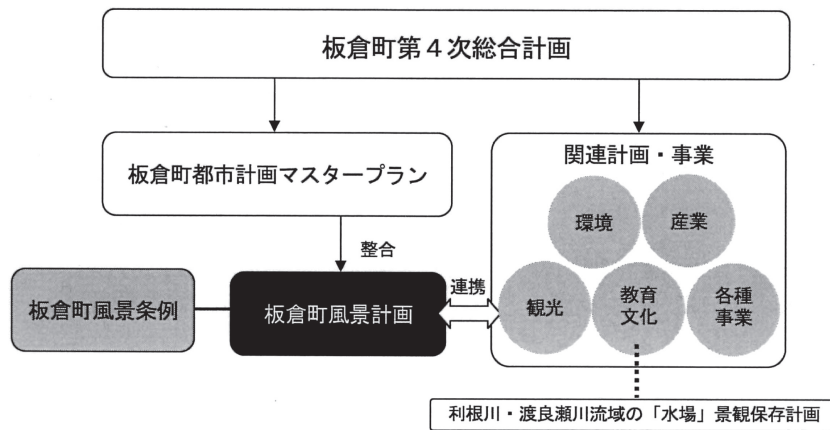 板倉町第4次総合計画
板倉町都市計画マスタープラン
関連計画・事業
環境
産業
整合
板倉町風景条例
板倉町風景計画
連携
観光
教育
文化
各種
事業
利根川・渡良瀬川流域の「水場」景観保存計画